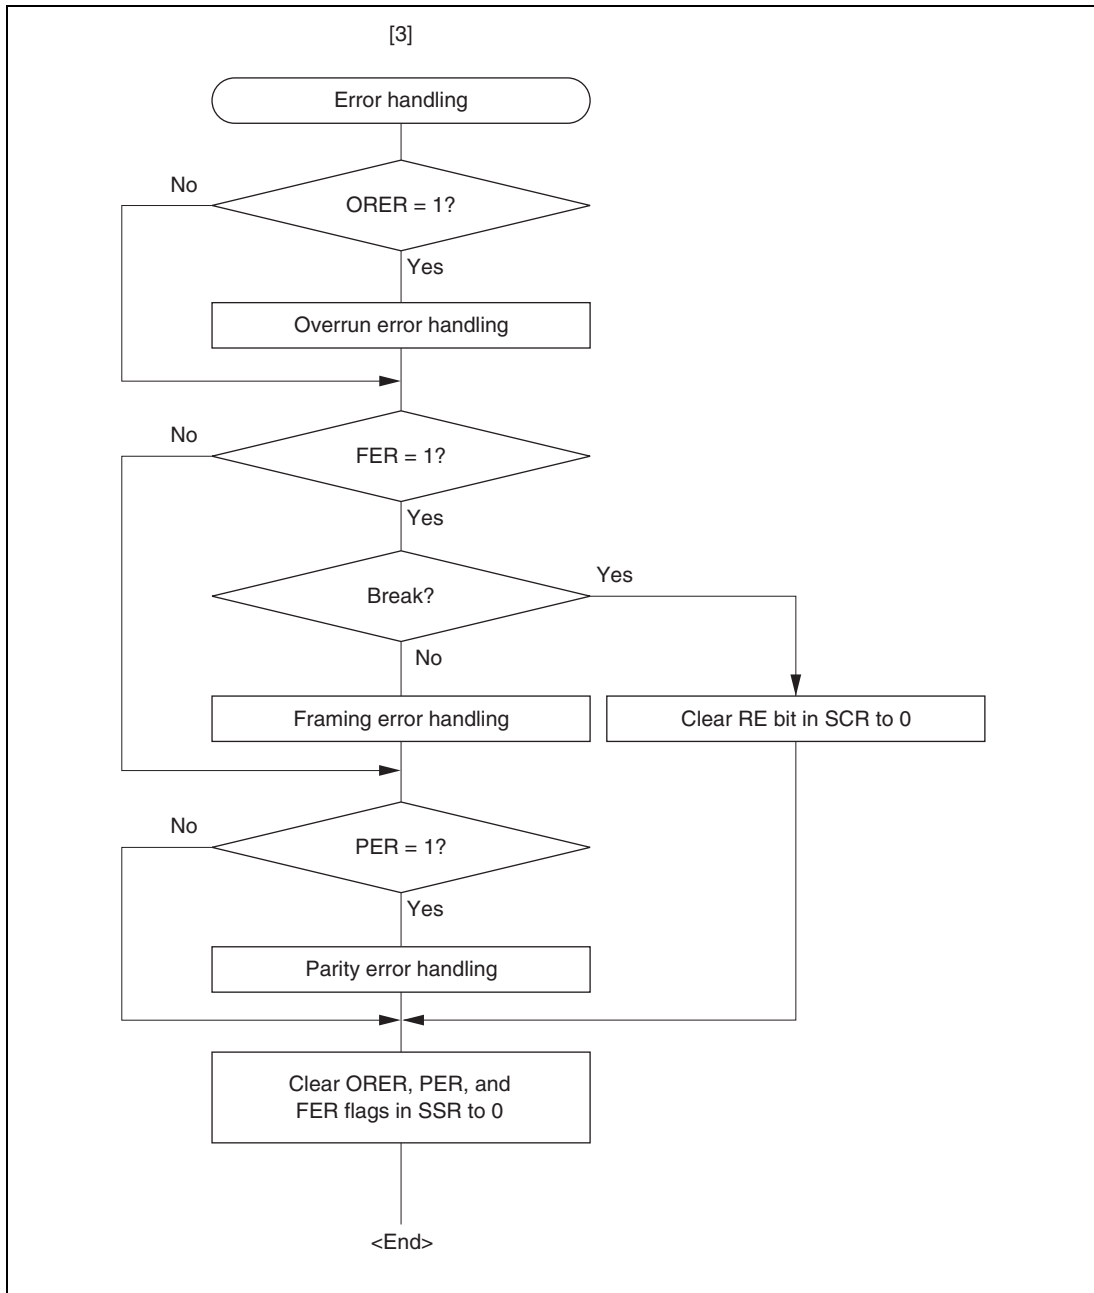 [3]
Error handling
No
ORER = 1?
Yes
Overrun error handling
No
FER = 1?
Yes
Break?
Yes
No
Framing error handling
Clear RE bit in SCR to 0
No
PER = 1?
Yes
Parity error handling
Clear ORER, PER, and
FER flags in SSR to 0
<End>